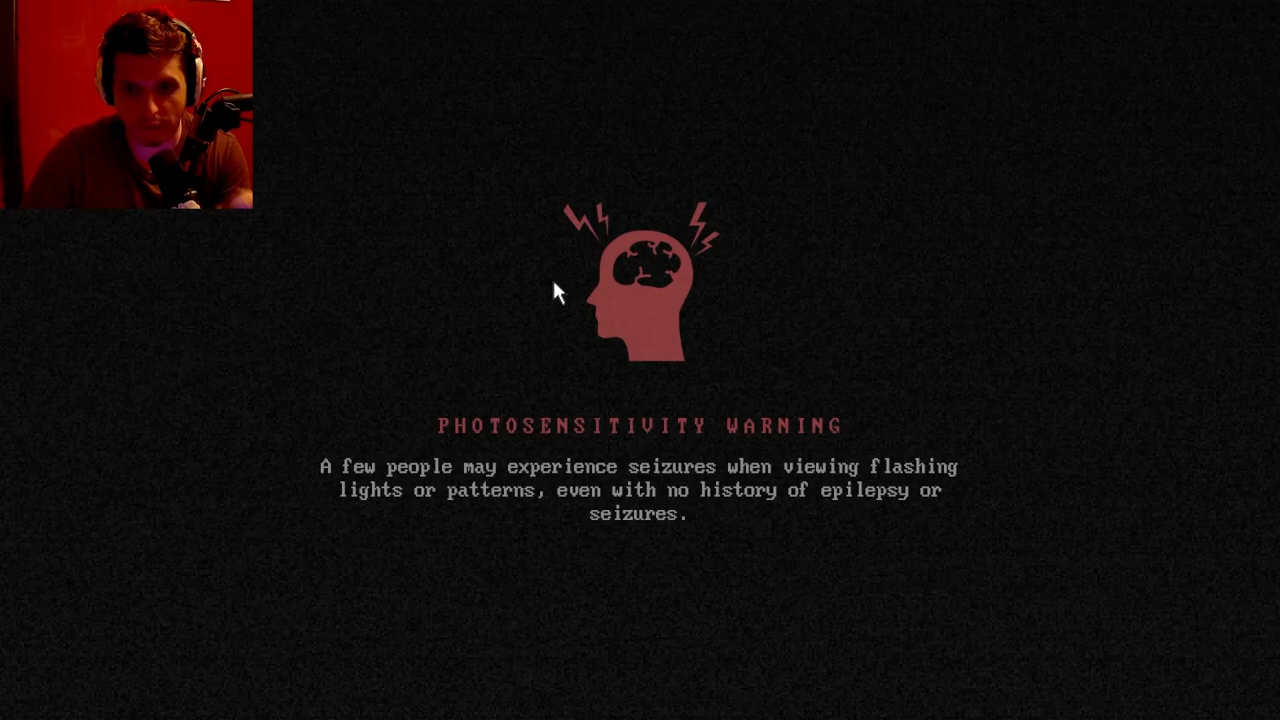 PHOTOSENSITIVITY WARNING
A few people may experience seizures when viewing flashing
lights or patterns, even with no history of epilepsy or
seizures.